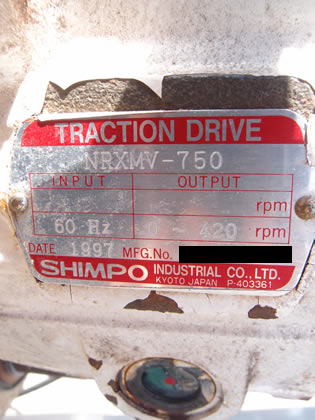 TRACTION DRIVE
NRXMV-750
INPUT OUTPUT
rpm
60 Hz 0 ~ 420 rpm
DATE 1997 MFG.No.
SHIMPO INDUSTRIAL CO.,LTD.
KYOTO JAPAN P-403361